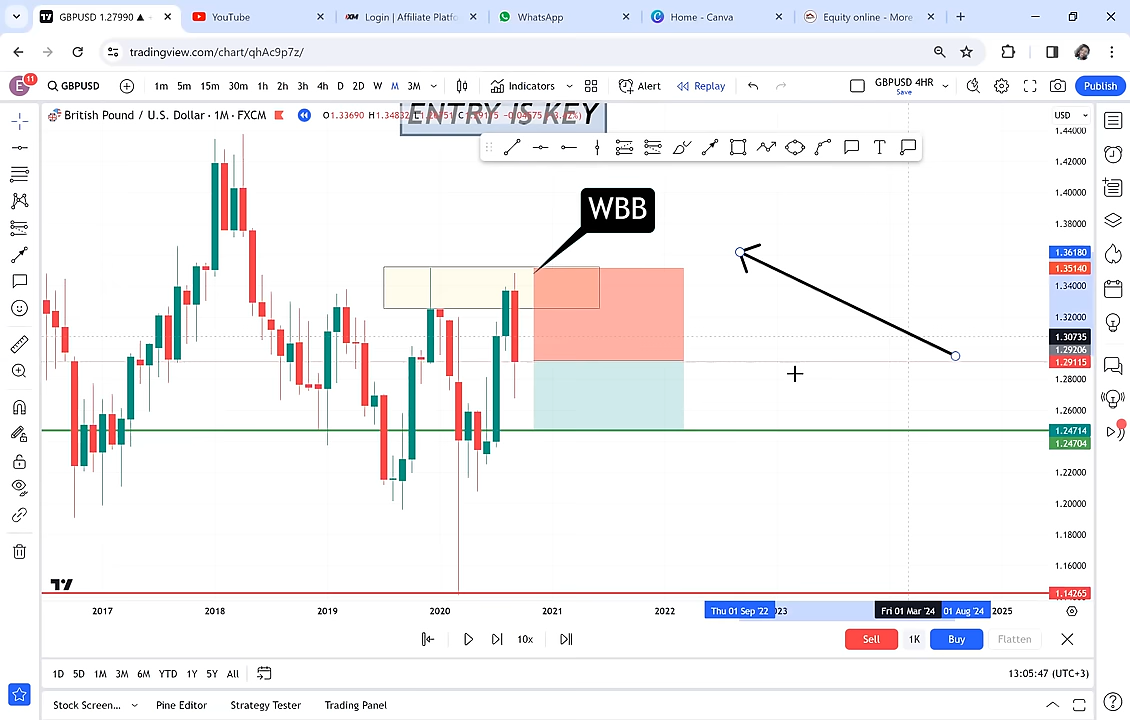 GBPUSD 1.27990 ▲
YouTube
Login | Affiliate Platfo
WhatsApp
Home - Canva
Equity online - More
tradingview.com/chart/qhAc9p7z/
E
11
GBPUSD
1m 5m 15m 30m 1h 2h 3h 4h D 2D W M 3M
Indicators
Alert
Replay
GBPUSD 4HR
Save
Publish
ENTRY IS KEY
British Pound / U.S. Dollar · 1M · FXCM
USD
WBB
1.44000
1.42000
1.40000
1.38000
1.36180
1.35140
1.34000
1.32000
1.30735
1.29206
1.29115
1.28000
1.26000
1.24714
1.24704
1.22000
1.20000
1.18000
1.16000
1.14265
2017 2018 2019 2020 2021 2022 Thu 01 Sep '22 Fri 01 Mar '24 01 Aug '24 2025
10x
Sell 1K Buy Flatten
1D 5D 1M 3M 6M YTD 1Y 5Y All
13:05:47 (UTC+3)
Stock Screen... Pine Editor Strategy Tester Trading Panel